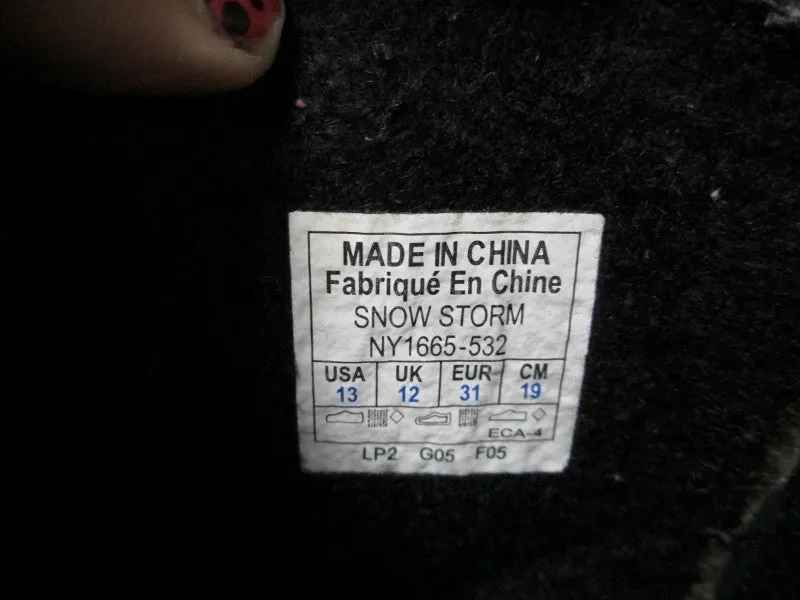 MADE IN CHINA
Fabriqué En Chine
SNOW STORM
NY1665-532
USA UK EUR CM
13 12 31 19
ECA-4
LP2 G05 F05